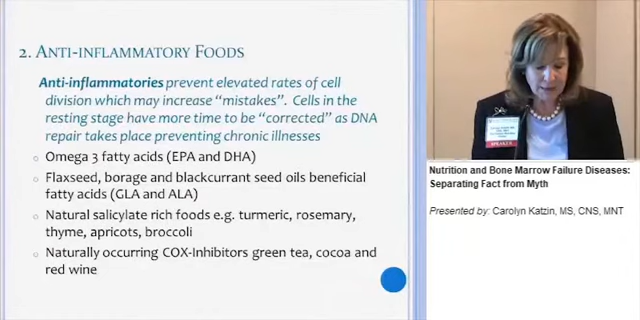 2. ANTI-INFLAMMATORY FOODS
Anti-inflammatories prevent elevated rates of cell
division which may increase “mistakes”. Cells in the
resting stage have more time to be “corrected” as DNA
repair takes place preventing chronic illnesses
Omega 3 fatty acids (EPA and DHA)
Flaxseed, borage and blackcurrant seed oils beneficial
fatty acids (GLA and ALA)
Natural salicylate rich foods e.g. turmeric, rosemary,
thyme, apricots, broccoli
Naturally occurring COX-Inhibitors green tea, cocoa and
red wine
SPEAKER
Nutrition and Bone Marrow Failure Diseases:
Separating Fact from Myth
Presented by: Carolyn Katzin, MS, CNS, MNT